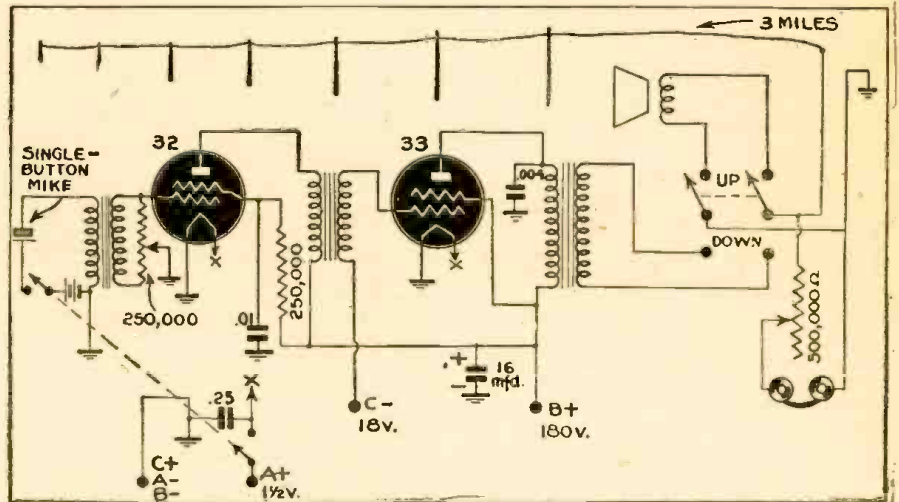 3 MILES
32
33
SINGLE-
BUTTON
MIKE
.004
UP
DOWN
250,000
250,000
.01
500,000Ω
16
mfd.
+
-
X
X
X
.25
C-
18V.
B+
180V.
C+
A-
B-
A+
1½V.